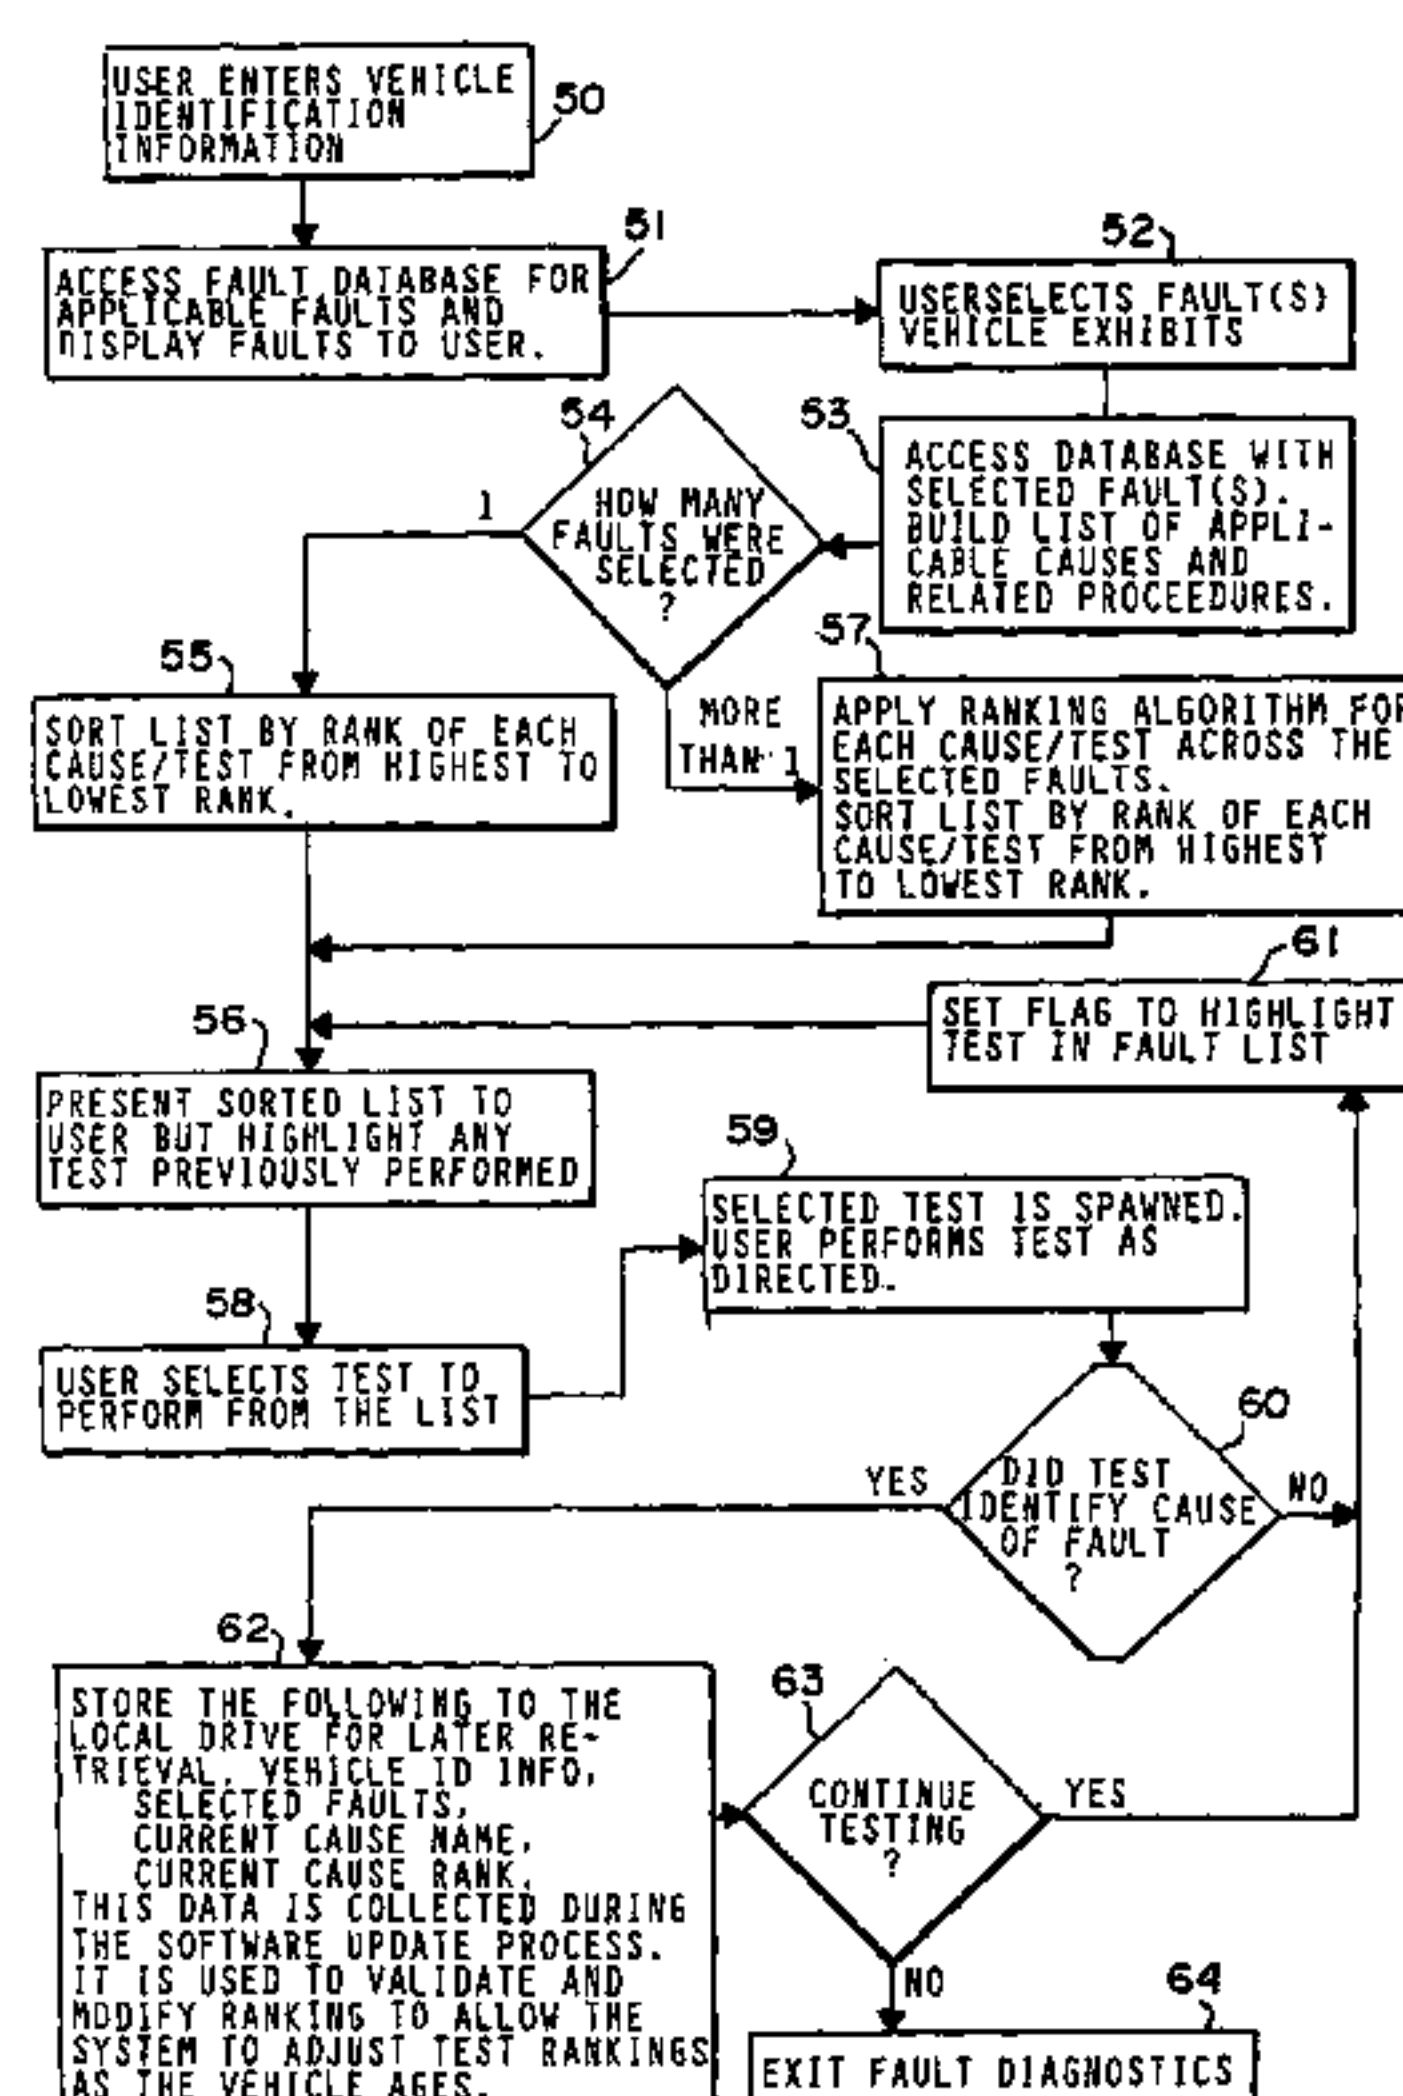 USER ENTERS VEHICLE
IDENTIFICATION
INFORMATION
50
ACCESS FAULT DATABASE FOR
APPLICABLE FAULTS AND
DISPLAY FAULTS TO USER.
51
52
USERSELECTS FAULT(S)
VEHICLE EXHIBITS
53
ACCESS DATABASE WITH
SELECTED FAULT(S).
BUILD LIST OF APPLI-
CABLE CAUSES AND
RELATED PROCEEDURES.
54
HOW MANY
FAULTS WERE
SELECTED
?
1
MORE
THAN 1
55
SORT LIST BY RANK OF EACH
CAUSE/TEST FROM HIGHEST TO
LOWEST RANK.
57
APPLY RANKING ALGORITHM FOR
EACH CAUSE/TEST ACROSS THE
SELECTED FAULTS.
SORT LIST BY RANK OF EACH
CAUSE/TEST FROM HIGHEST
TO LOWEST RANK.
61
SET FLAG TO HIGHLIGHT
TEST IN FAULT LIST
56
PRESENT SORTED LIST TO
USER BUT HIGHLIGHT ANY
TEST PREVIOUSLY PERFORMED
58
USER SELECTS TEST TO
PERFORM FROM THE LIST
59
SELECTED TEST IS SPAWNED.
USER PERFORMS TEST AS
DIRECTED.
60
DID TEST
IDENTIFY CAUSE
OF FAULT
?
YES
NO
62
STORE THE FOLLOWING TO THE
LOCAL DRIVE FOR LATER RE-
TRIEVAL, VEHICLE ID INFO,
SELECTED FAULTS,
CURRENT CAUSE NAME,
CURRENT CAUSE RANK.
THIS DATA IS COLLECTED DURING
THE SOFTWARE UPDATE PROCESS.
IT IS USED TO VALIDATE AND
MODIFY RANKING TO ALLOW THE
SYSTEM TO ADJUST TEST RANKINGS
AS THE VEHICLE AGES.
63
CONTINUE
TESTING
?
YES
NO
64
EXIT FAULT DIAGNOSTICS